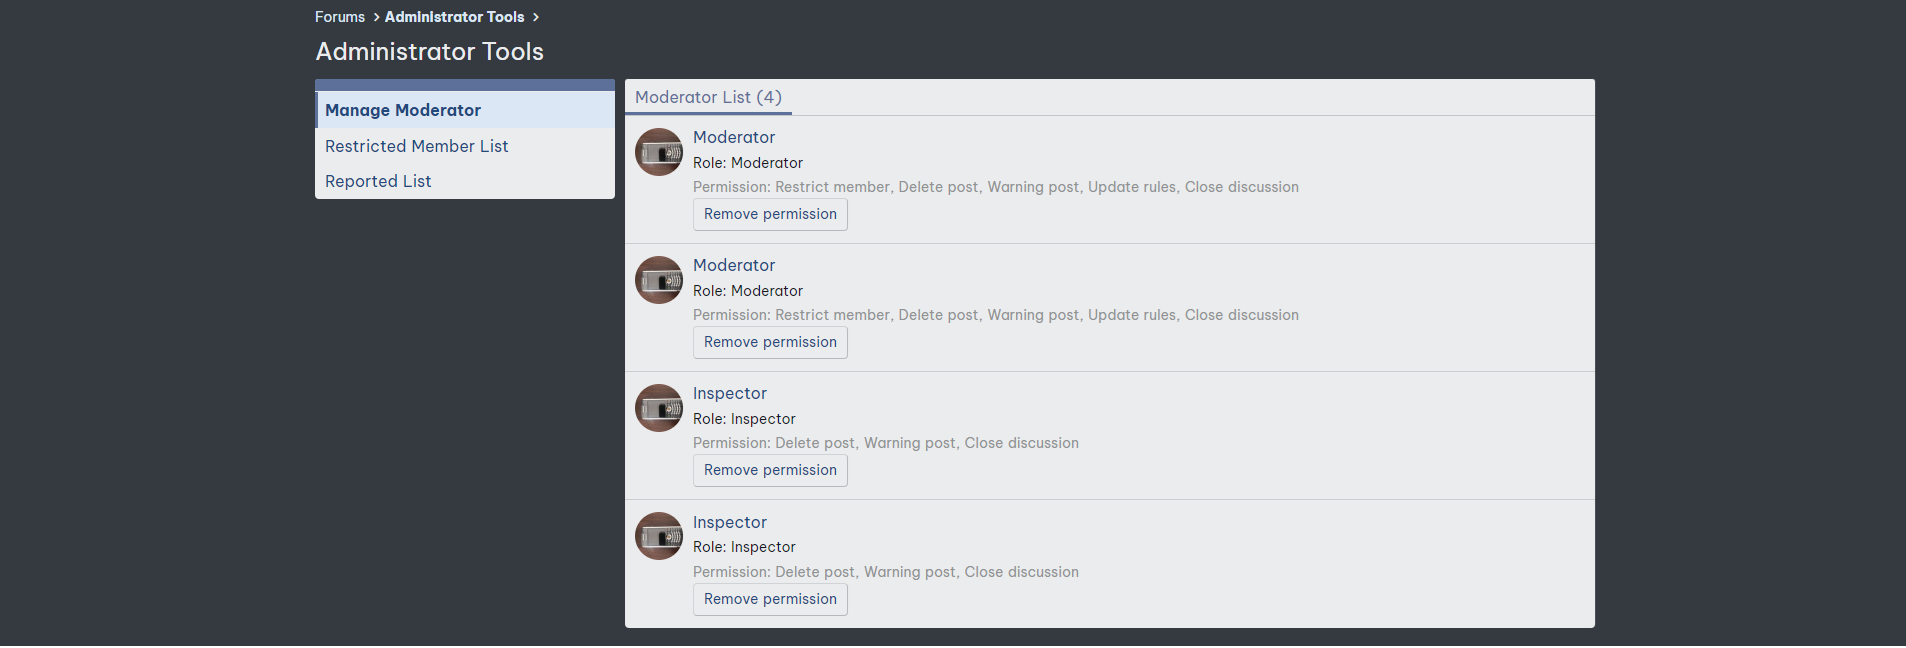 Forums > Administrator Tools >
Administrator Tools
Manage Moderator
Restricted Member List
Reported List
Moderator List (4)
Moderator
Role: Moderator
Permission: Restrict member, Delete post, Warning post, Update rules, Close discussion
Remove permission
Moderator
Role: Moderator
Permission: Restrict member, Delete post, Warning post, Update rules, Close discussion
Remove permission
Inspector
Role: Inspector
Permission: Delete post, Warning post, Close discussion
Remove permission
Inspector
Role: Inspector
Permission: Delete post, Warning post, Close discussion
Remove permission